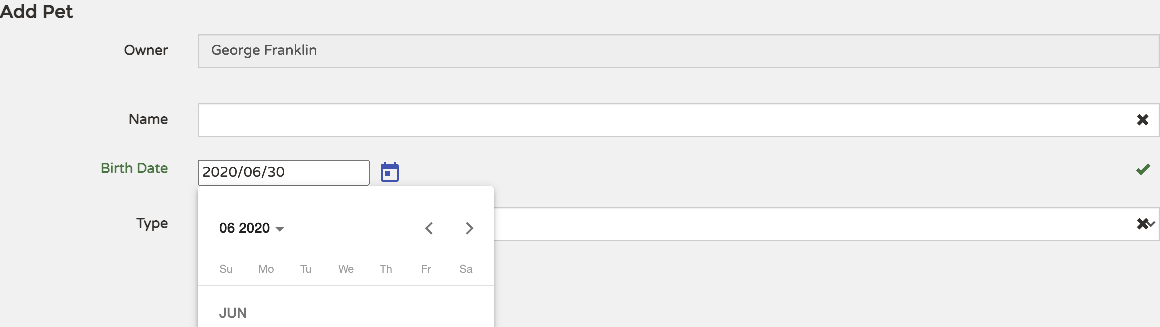 Add Pet
Owner
George Franklin
Name
Birth Date
2020/06/30
Type
06 2020
Su Mo Tu We Th Fr Sa
JUN